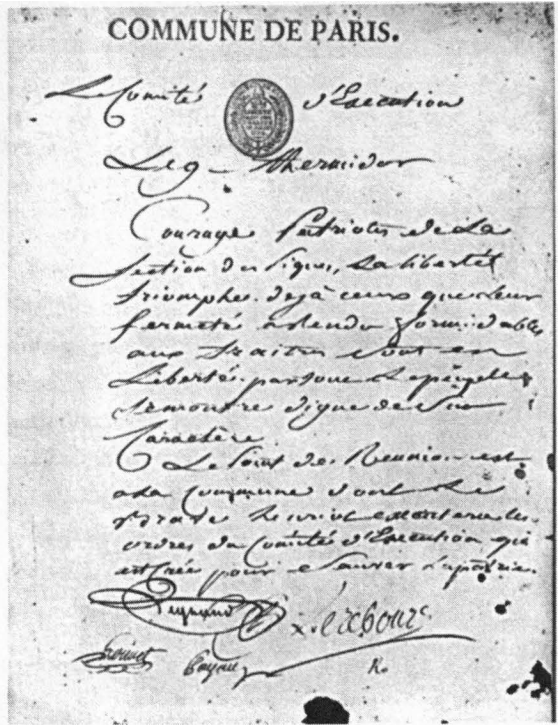 COMMUNE DE PARIS.
Le Comité d'Execution
Le 9 thermidor
Courage Patriotes de La
Section des Piques, La liberté
triomphe. deja ceux que leur
fermeté a rendu formidables
aux traitres sont en
Liberté. partout Le peuple
se montre digne de son
Caractère
Le Point de Reunion est
a La Commune dont Le
brave henriot executera les
ordres du Comité d'Execution qui
est Créé pour Sauver La patrie.
Legrand Lerebours
Louvet Payan R.